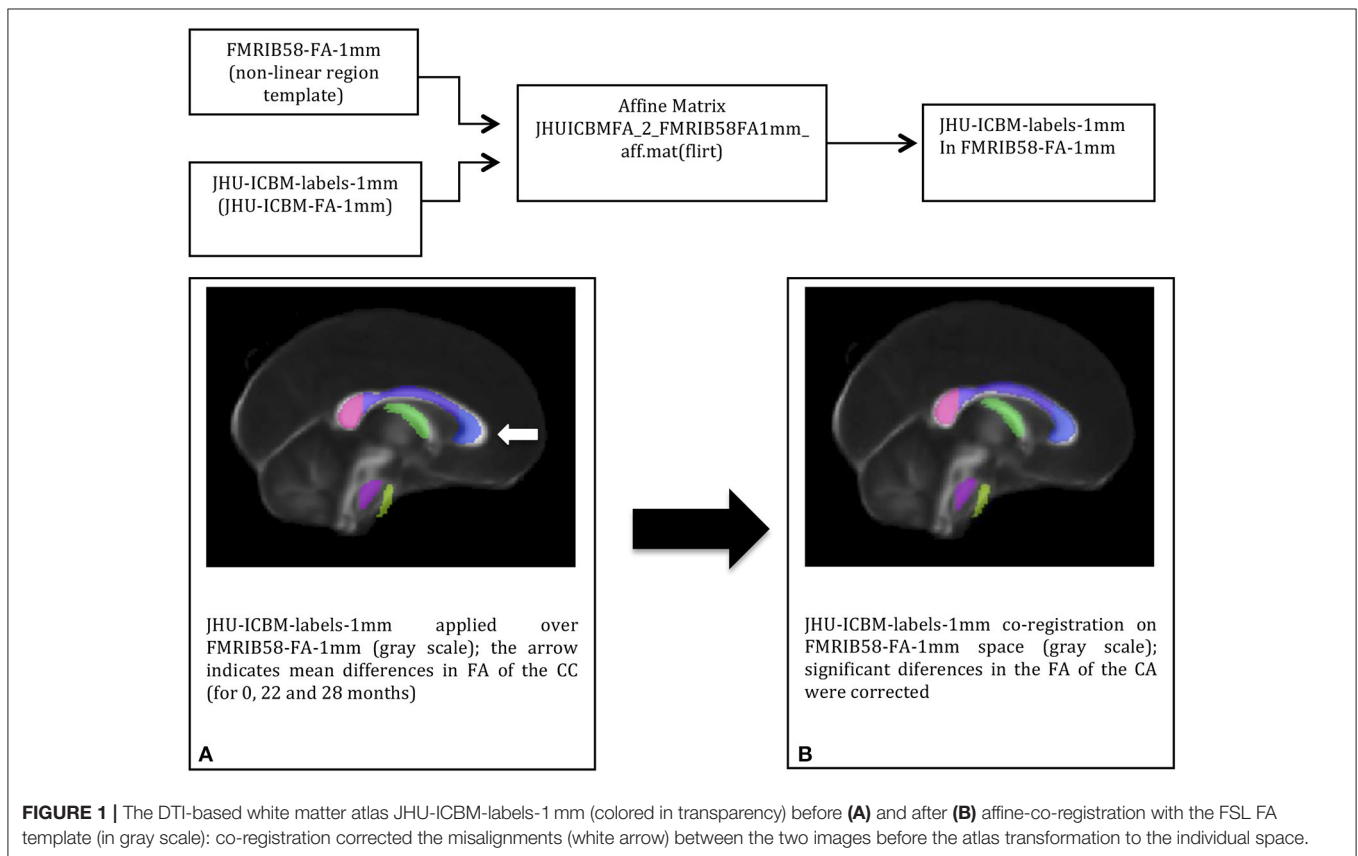 FMRIB58-FA-1mm
(non-linear region
template)
JHU-ICBM-labels-1mm
(JHU-ICBM-FA-1mm)
Affine Matrix
JHUICBMFA_2_FMRIB58FA1mm_
aff.mat(flirt)
JHU-ICBM-labels-1mm
In FMRIB58-FA-1mm
JHU-ICBM-labels-1mm applied over
FMRIB58-FA-1mm (gray scale); the arrow
indicates mean differences in FA of the CC
(for 0, 22 and 28 months)
A
JHU-ICBM-labels-1mm co-registration on
FMRIB58-FA-1mm space (gray scale);
significant diferences in the FA of the CA
were corrected
B
FIGURE 1 | The DTI-based white matter atlas JHU-ICBM-labels-1 mm (colored in transparency) before (A) and after (B) affine-co-registration with the FSL FA
template (in gray scale): co-registration corrected the misalignments (white arrow) between the two images before the atlas transformation to the individual space.